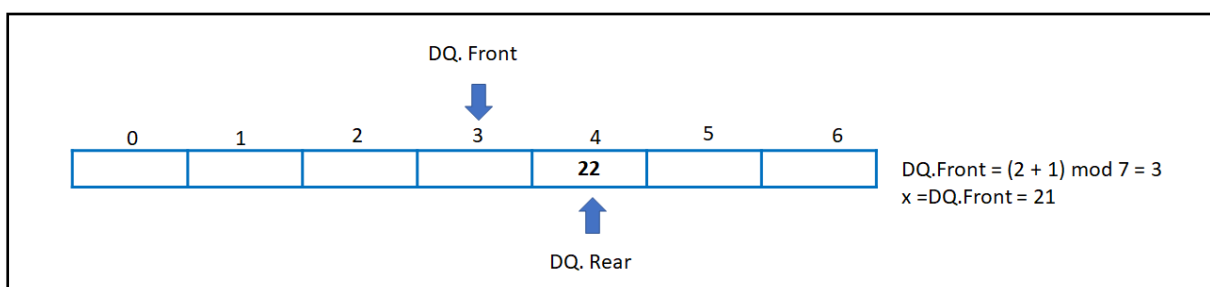 DQ. Front
0 1 2 3 4 5 6
22
DQ.Front = (2 + 1) mod 7 = 3
x =DQ.Front = 21
DQ. Rear